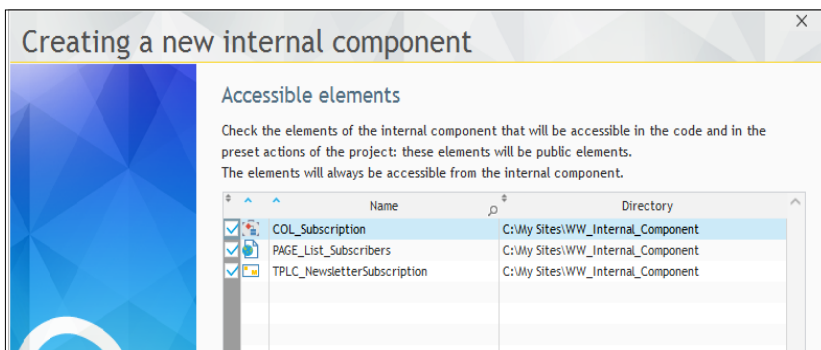 Creating a new internal component
Accessible elements
Check the elements of the internal component that will be accessible in the code and in the
preset actions of the project: these elements will be public elements.
The elements will always be accessible from the internal component.
Name Directory
COL_Subscription C:\My Sites\WW_Internal_Component
PAGE_List_Subscribers C:\My Sites\WW_Internal_Component
TPLC_NewsletterSubscription C:\My Sites\WW_Internal_Component